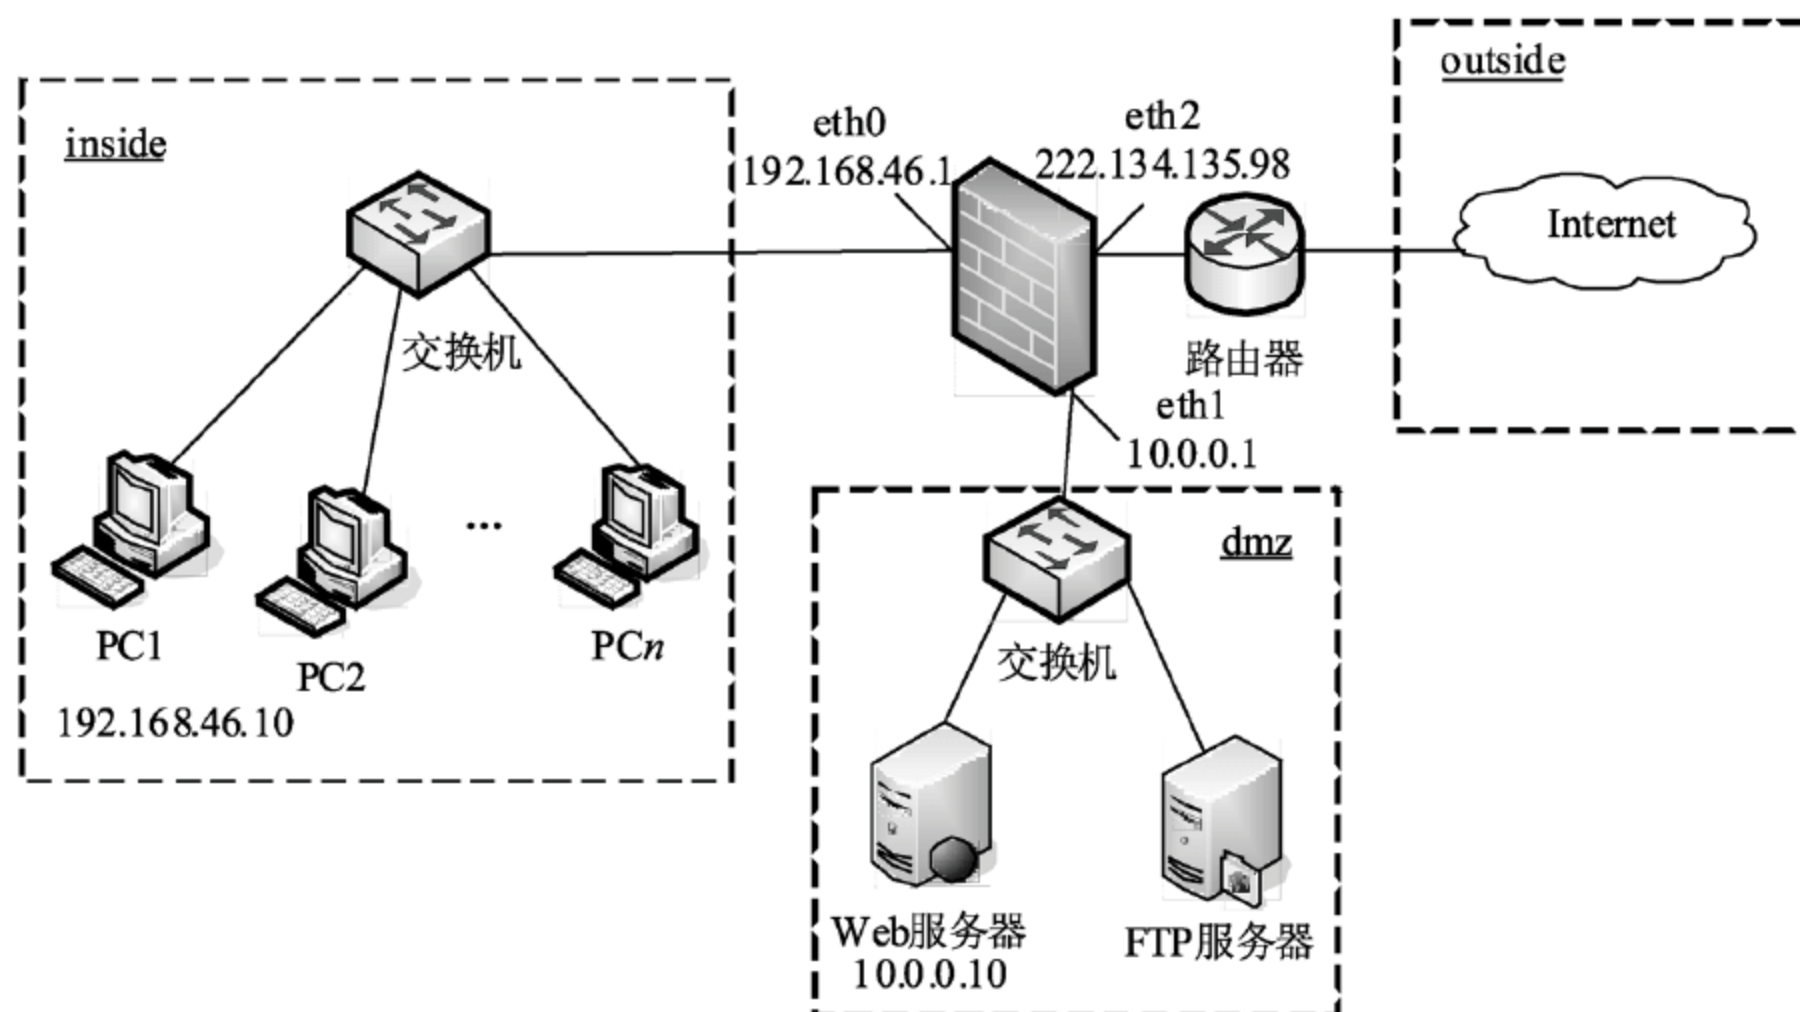 outside
inside
eth0
192.168.46.1
eth2
222.134.135.98
Internet
交换机
路由器
eth1
10.0.0.1
dmz
...
PC1
PC2
PCn
192.168.46.10
交换机
Web服务器
10.0.0.10
FTP服务器